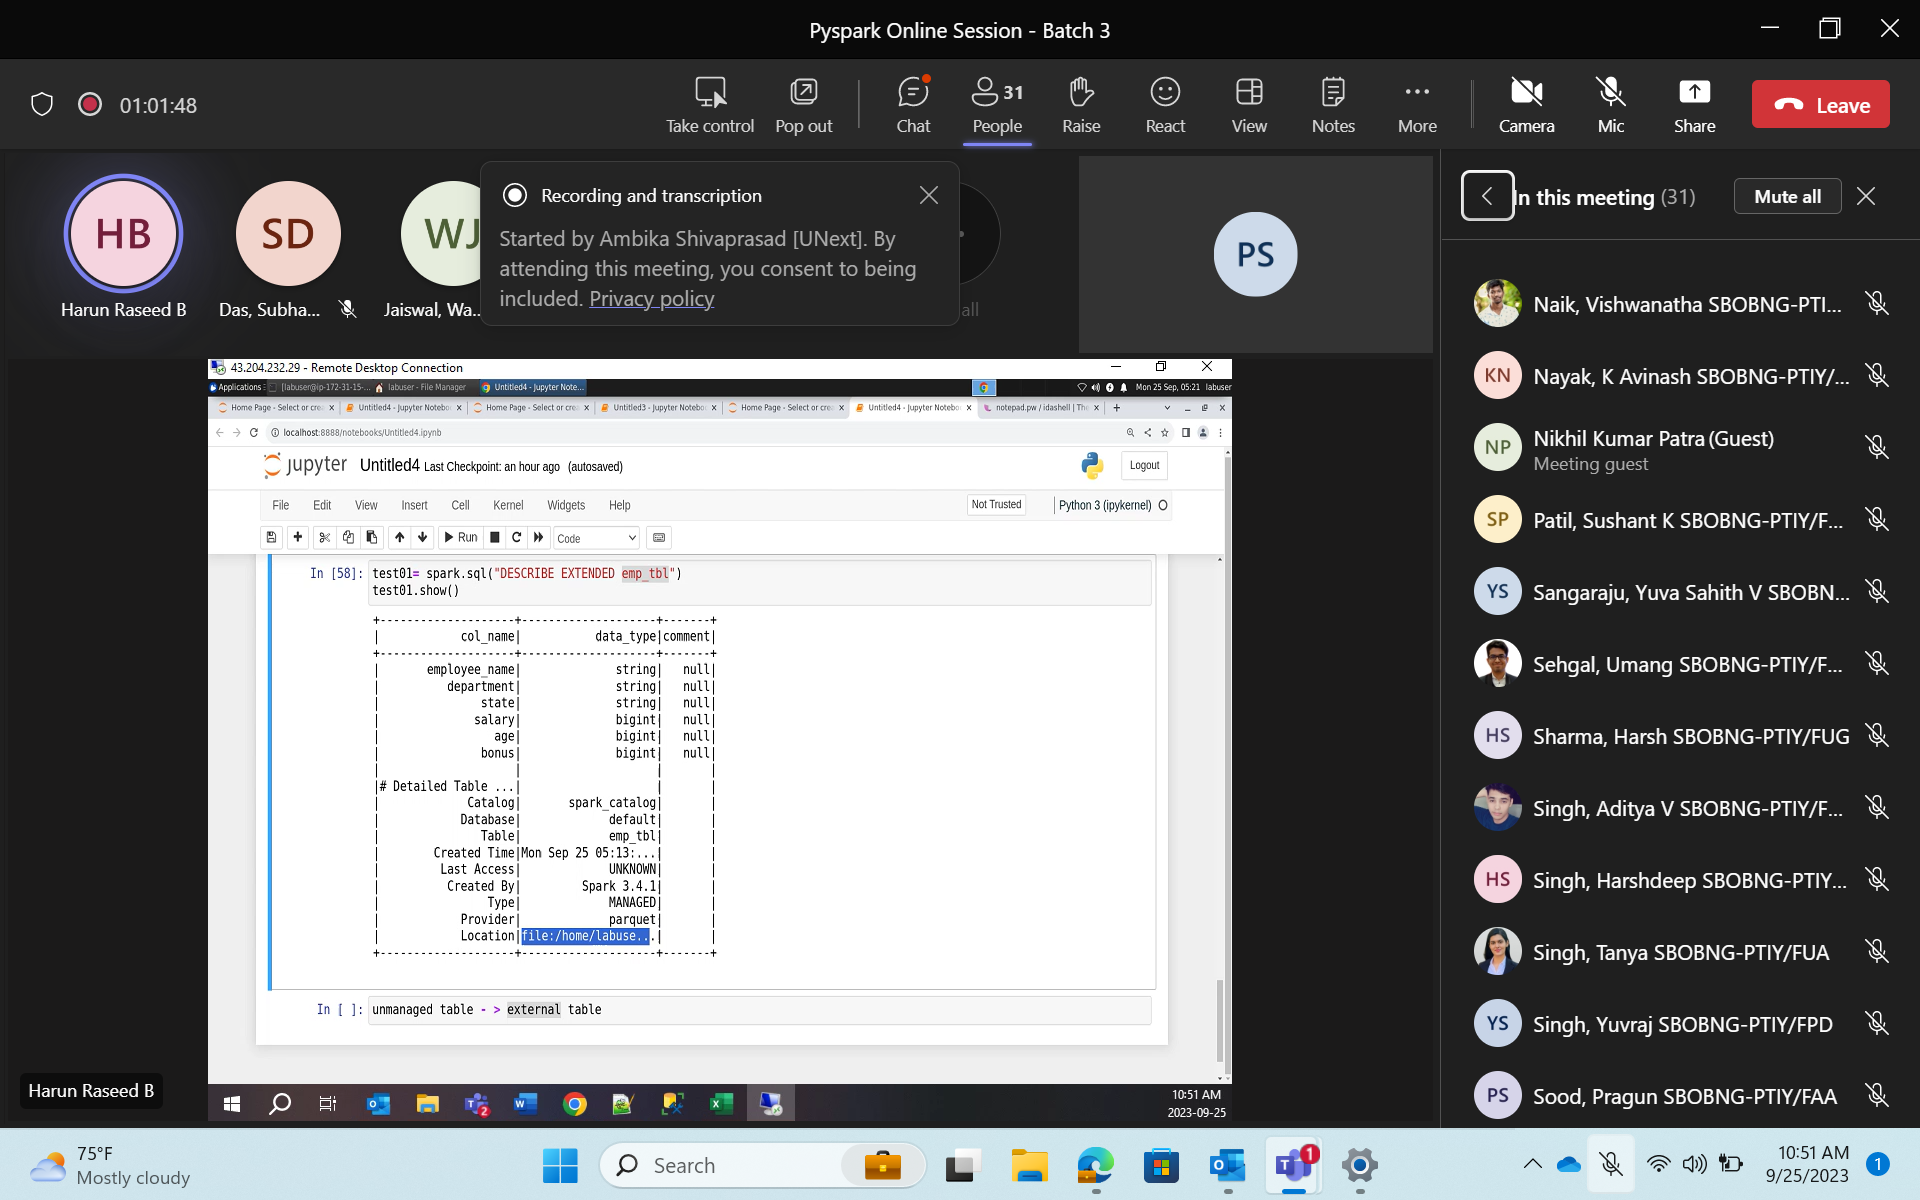 Pyspark Online Session - Batch 3
01:01:48
Take control
Pop out
Chat
31
People
Raise
React
View
Notes
More
Camera
Mic
Share
Leave
HB
Harun Raseed B
SD
Das, Subha...
WJ
Jaiswal, Wa...
all
Recording and transcription
Started by Ambika Shivaprasad [UNext]. By
attending this meeting, you consent to being
included. Privacy policy
PS
In this meeting (31)
Mute all
Naik, Vishwanatha SBOBNG-PTI...
KN
Nayak, K Avinash SBOBNG-PTIY/...
NP
Nikhil Kumar Patra (Guest)
Meeting guest
SP
Patil, Sushant K SBOBNG-PTIY/F...
YS
Sangaraju, Yuva Sahith V SBOBN...
Sehgal, Umang SBOBNG-PTIY/F...
HS
Sharma, Harsh SBOBNG-PTIY/FUG
Singh, Aditya V SBOBNG-PTIY/F...
HS
Singh, Harshdeep SBOBNG-PTIY...
Singh, Tanya SBOBNG-PTIY/FUA
YS
Singh, Yuvraj SBOBNG-PTIY/FPD
PS
Sood, Pragun SBOBNG-PTIY/FAA
43.204.232.29 - Remote Desktop Connection
Applications
[labuser@ip-172-31-15-...
labuser - File Manager
Untitled4 - Jupyter Note...
Mon 25 Sep, 05:21 labuser
Home Page - Select or crea
Untitled4 - Jupyter Notebo
Home Page - Select or crea
Untitled3 - Jupyter Notebo
Home Page - Select or crea
Untitled4 - Jupyter Notebo
notepad.pw / idashell | The
localhost:8888/notebooks/Untitled4.ipynb
jupyter Untitled4 Last Checkpoint: an hour ago (autosaved)
Logout
File Edit View Insert Cell Kernel Widgets Help
Not Trusted
Python 3 (ipykernel)
Run
Code
In [58]: test01= spark.sql("DESCRIBE EXTENDED emp_tbl")
test01.show()
+--------------------+--------------------+-------+
| col_name| data_type|comment|
+--------------------+--------------------+-------+
| employee_name| string| null|
| department| string| null|
| state| string| null|
| salary| bigint| null|
| age| bigint| null|
| bonus| bigint| null|
| | | |
|# Detailed Table ...| | |
| Catalog| spark_catalog| |
| Database| default| |
| Table| emp_tbl| |
| Created Time|Mon Sep 25 05:13:...| |
| Last Access| UNKNOWN| |
| Created By| Spark 3.4.1| |
| Type| MANAGED| |
| Provider| parquet| |
| Location|file:/home/labuse...| |
+--------------------+--------------------+-------+
In [ ]: unmanaged table - > external table
Harun Raseed B
2
10:51 AM
2023-09-25
75°F
Mostly cloudy
Search
1
10:51 AM
9/25/2023
1